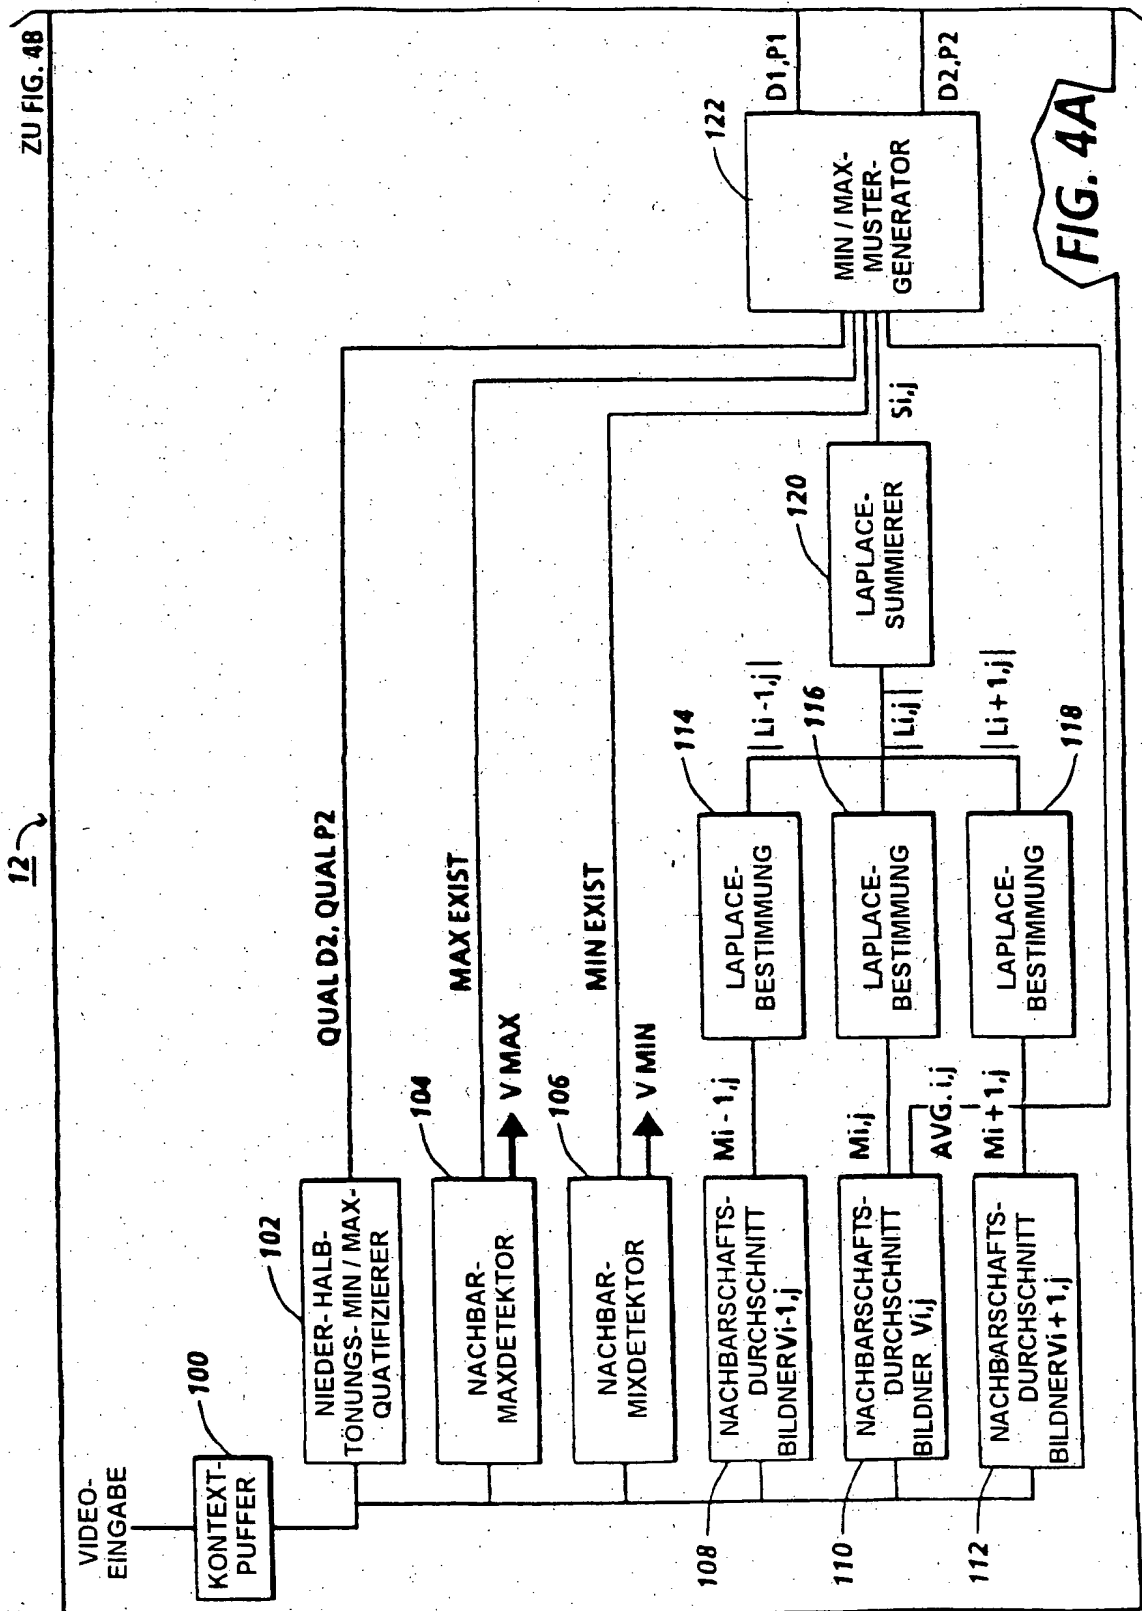 12
ZU FIG. 4B
VIDEO-
EINGABE
100
KONTEXT-
PUFFER
102
NIEDER-HALB-
TÖNUNGS- MIN / MAX-
QUATIFIZIERER
QUAL D2, QUAL P2
104
NACHBAR-
MAXDETEKTOR
MAX EXIST
V MAX
106
NACHBAR-
MIXDETEKTOR
MIN EXIST
V MIN
108
NACHBARSCHAFTS-
DURCHSCHNITT
BILDNERVi-1,j
Mi - 1,j
114
LAPLACE-
BESTIMMUNG
|Li -1,j|
110
NACHBARSCHAFTS-
DURCHSCHNITT
BILDNER Vi,j
Mi,j
AVG. i,j
116
LAPLACE-
BESTIMMUNG
|Li,j|
112
NACHBARSCHAFTS-
DURCHSCHNITT
BILDNERVi + 1,j
Mi + 1,j
118
LAPLACE-
BESTIMMUNG
|Li + 1,j|
120
LAPLACE-
SUMMIERER
Si,j
122
MIN / MAX-
MUSTER-
GENERATOR
D1,P1
D2,P2
FIG. 4A